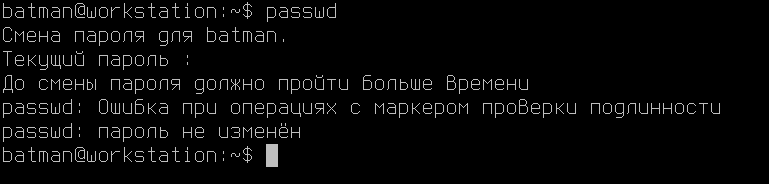 batman@workstation:~$ passwd
Смена пароля для batman.
Текущий пароль :
До смены пароля должно пройти больше времени
passwd: Ошибка при операциях с маркером проверки подлинности
passwd: пароль не изменён
batman@workstation:~$